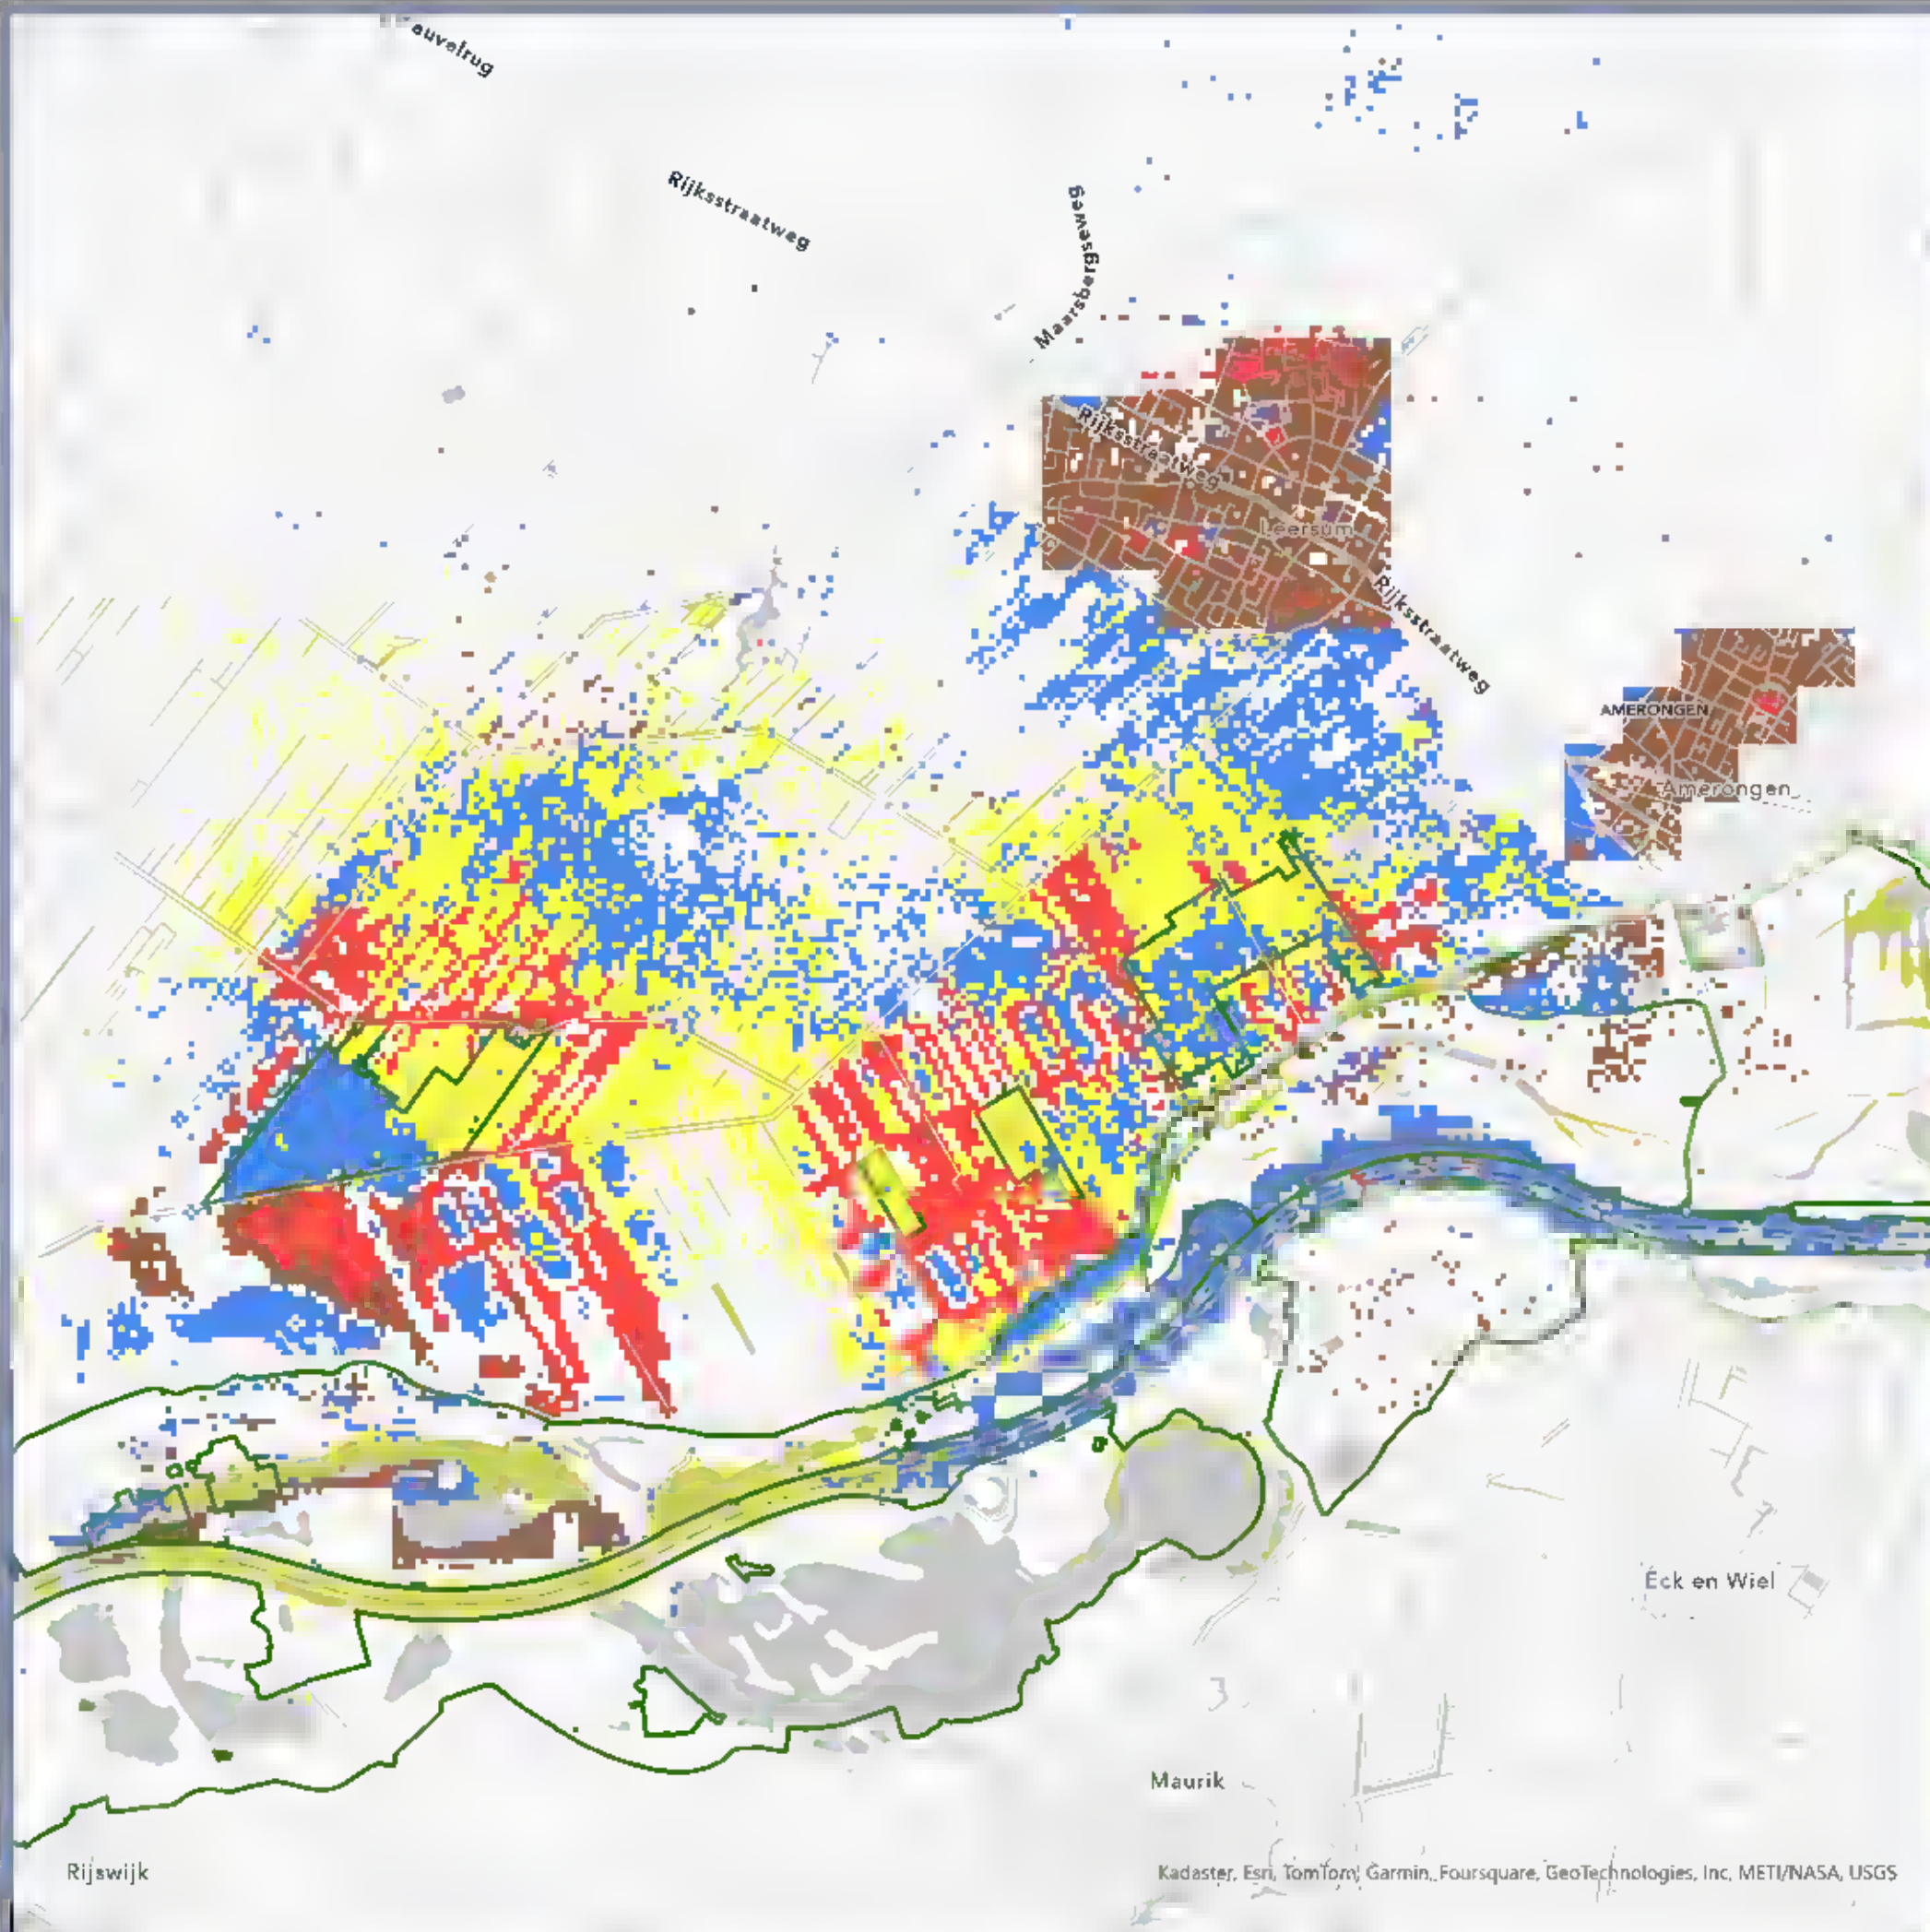 auvelrug
Rijksstraatweg
Maarsbergseweg
Rijksstraatweg
Leersum
Rijksstraatweg
AMERONGEN
Amerongen
Eck en Wiel
Maurik
Rijswijk
Kadaster, Esri, TomTom, Garmin, Foursquare, GeoTechnologies, Inc, METI/NASA, USGS